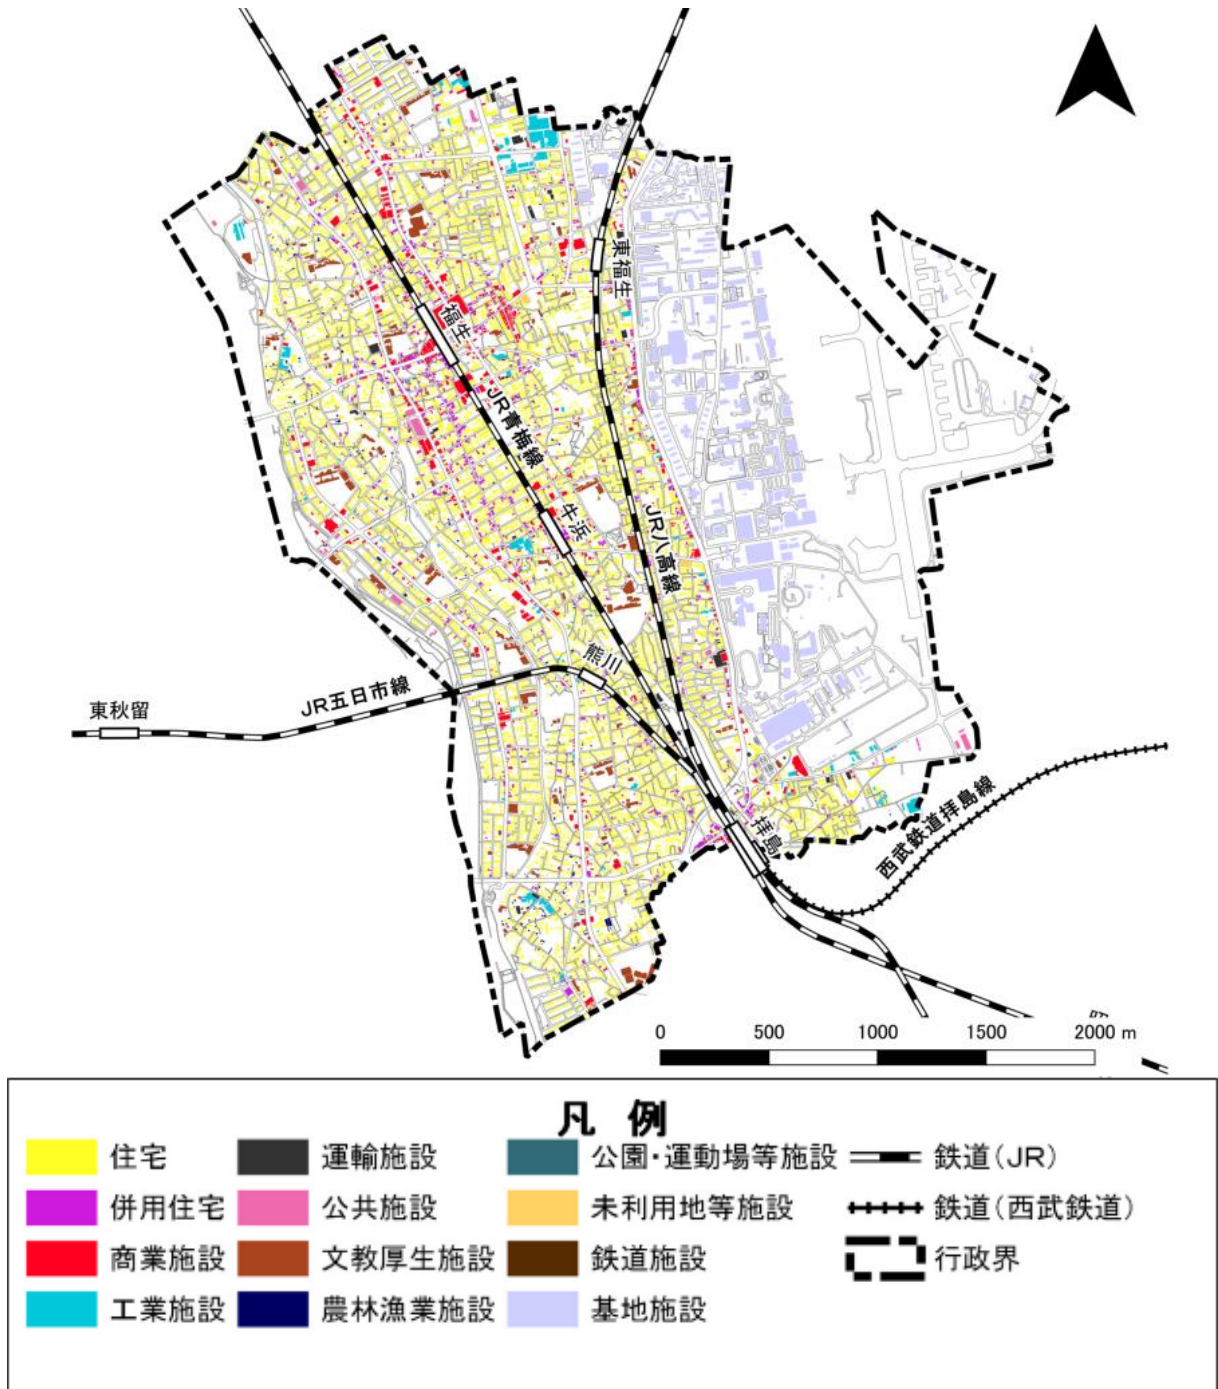 東福生
福生
JR青梅線
牛浜
JR八高線
熊川
JR五日市線
東秋留
拝島
西武鉄道拝島線
0 500 1000 1500 2000 m
凡 例
住宅 運輸施設 公園・運動場等施設 鉄道(JR)
併用住宅 公共施設 未利用地等施設 鉄道(西武鉄道)
商業施設 文教厚生施設 鉄道施設 行政界
工業施設 農林漁業施設 基地施設